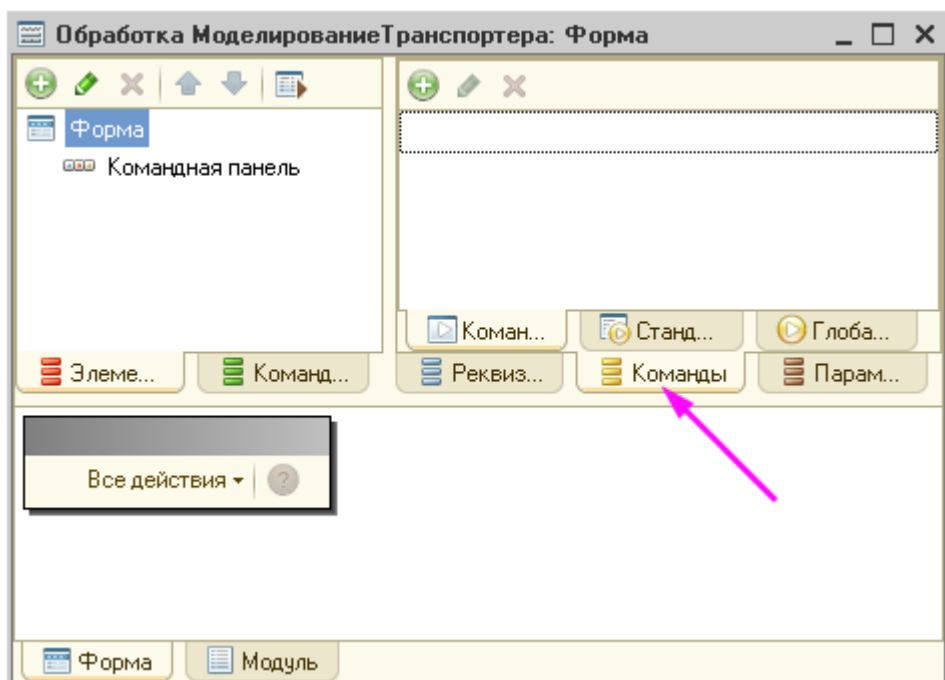 Обработка МоделированиеТранспортера: Форма
Форма
Командная панель
Коман... Станд... Глоба...
Элеме... Команд... Реквиз... Команды Парам...
Все действия
Форма Модуль